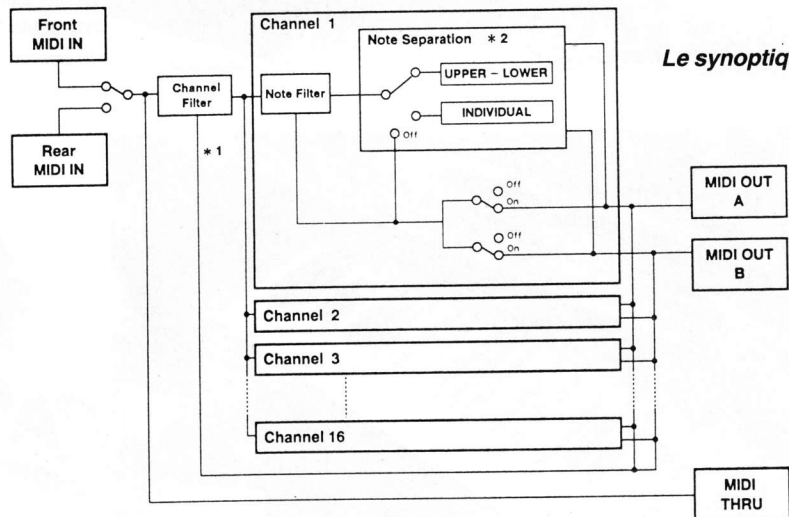 Front
MIDI IN
Rear
MIDI IN
Channel
Filter
* 1
Channel 1
Note Filter
Note Separation * 2
UPPER – LOWER
INDIVIDUAL
Off
Off
On
Off
On
Le synoptiq
MIDI OUT
A
MIDI OUT
B
Channel 2
Channel 3
Channel 16
MIDI
THRU